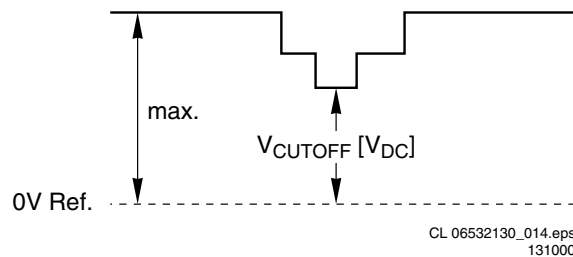 max.
VCUTOFF [VDC]
0V Ref.
CL 06532130_014.eps
131000